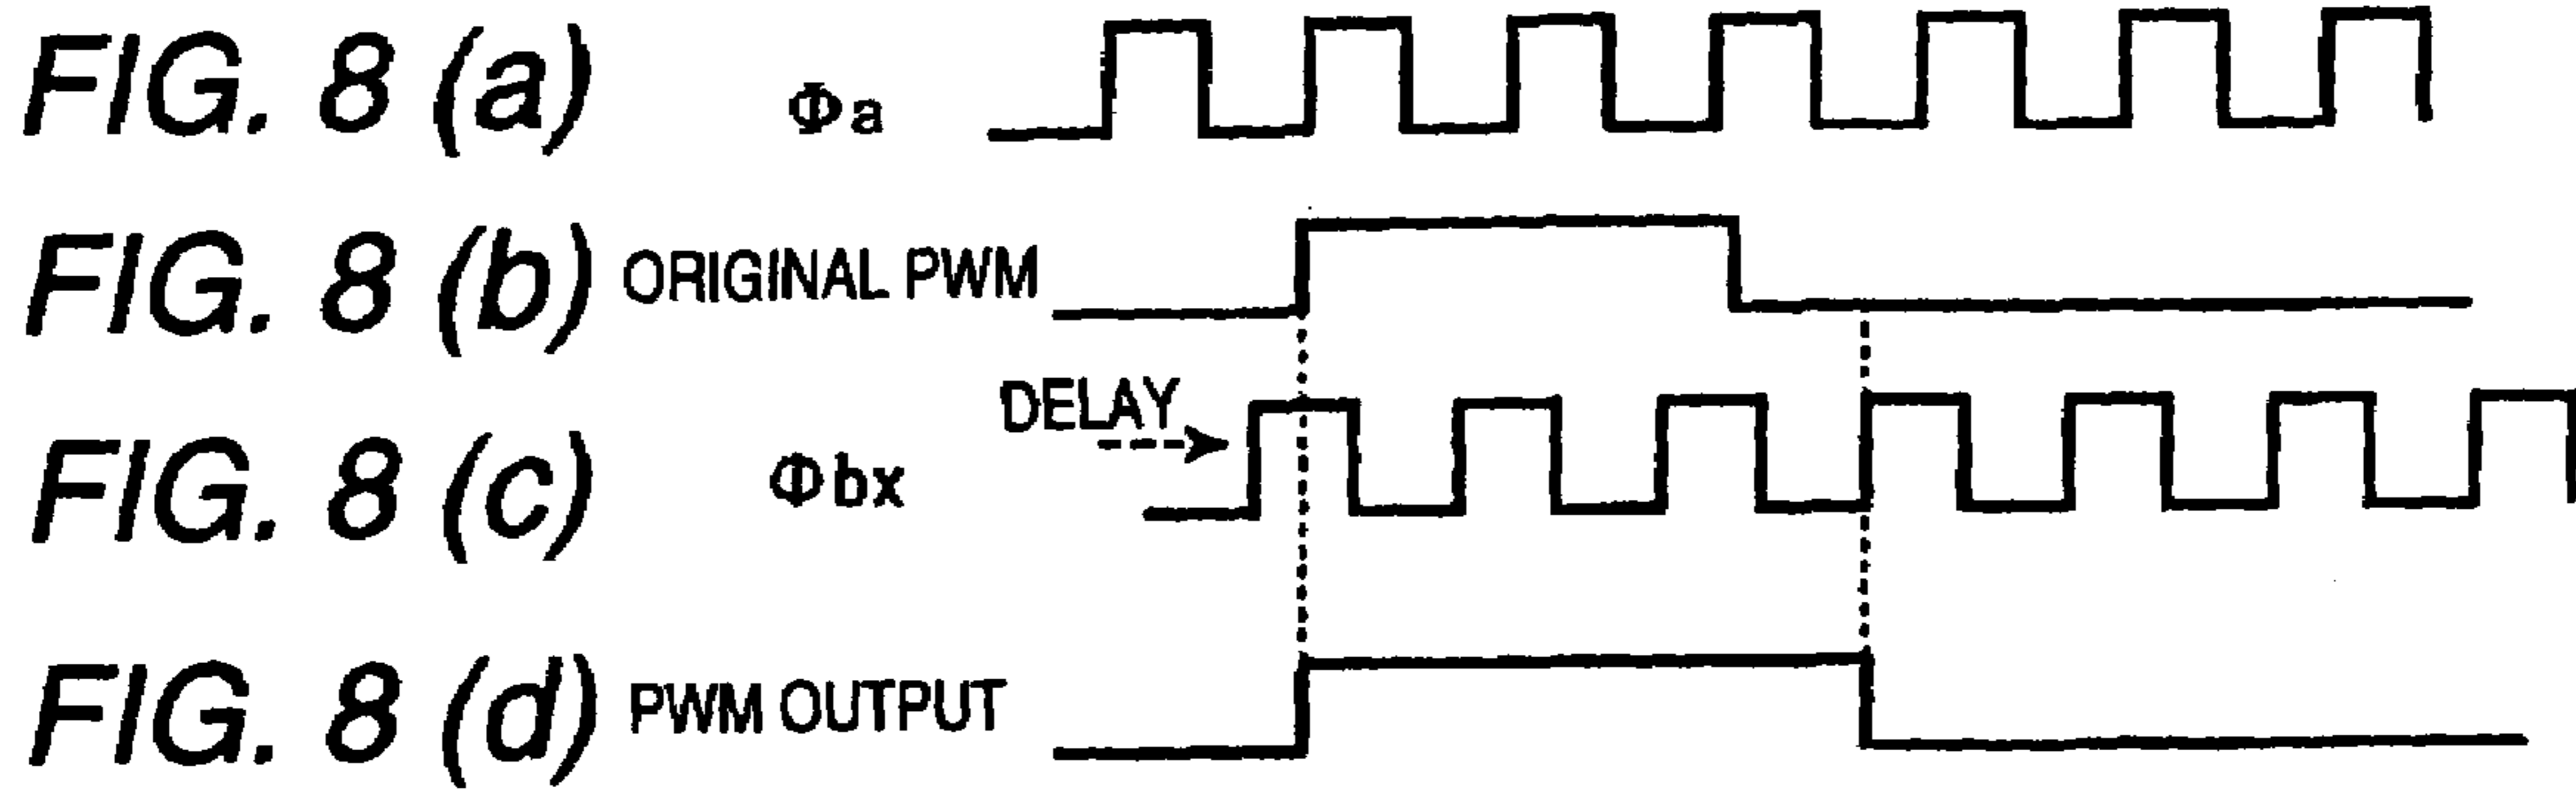 FIG. 8 (a) Φa
FIG. 8 (b) ORIGINAL PWM
DELAY
FIG. 8 (c) Φbx
FIG. 8 (d) PWM OUTPUT